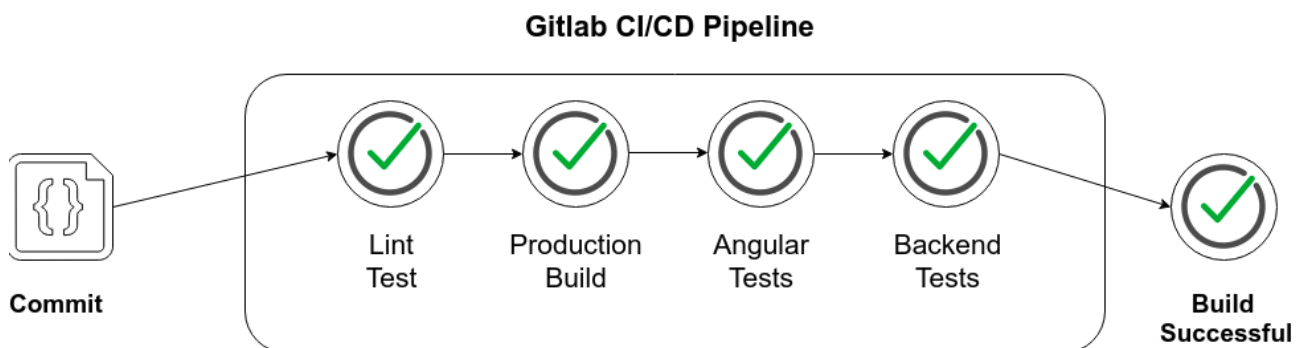 Gitlab CI/CD Pipeline
{}
Lint
Test
Production
Build
Angular
Tests
Backend
Tests
Commit
Build
Successful